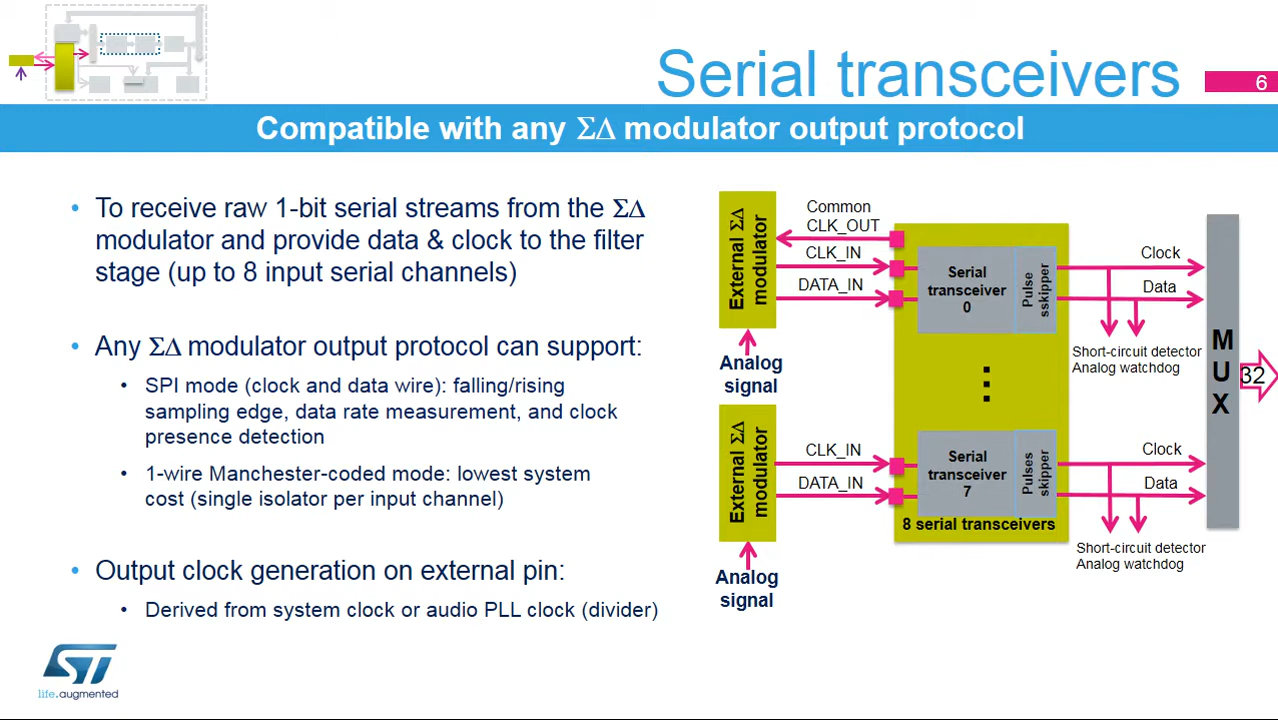 Serial transceivers
6
Compatible with any ΣΔ modulator output protocol
• To receive raw 1-bit serial streams from the ΣΔ
modulator and provide data & clock to the filter
stage (up to 8 input serial channels)
• Any ΣΔ modulator output protocol can support:
• SPI mode (clock and data wire): falling/rising
sampling edge, data rate measurement, and clock
presence detection
• 1-wire Manchester-coded mode: lowest system
cost (single isolator per input channel)
• Output clock generation on external pin:
• Derived from system clock or audio PLL clock (divider)
External ΣΔ
modulator
Common
CLK_OUT
CLK_IN
DATA_IN
Analog
signal
Serial
transceiver
0
Pulse
sskipper
Clock
Data
Short-circuit detector
Analog watchdog
External ΣΔ
modulator
CLK_IN
DATA_IN
Analog
signal
Serial
transceiver
7
Pulses
skipper
8 serial transceivers
Clock
Data
Short-circuit detector
Analog watchdog
M
U
X
32
ST
life.augmented